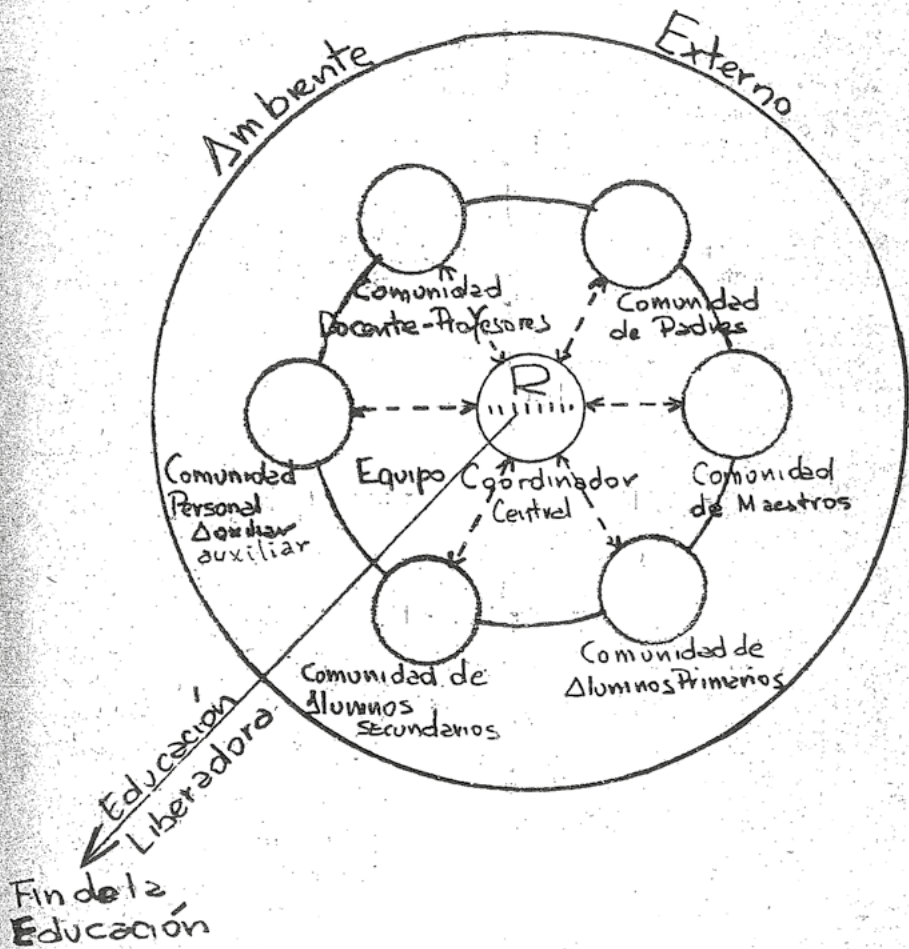 Ambiente
Externo
Comunidad
Docente-Profesores
Comunidad
de Padres
R
Comunidad
Personal
auxiliar
Equipo Coordinador
Central
Comunidad
de Maestros
Comunidad de
Alumnos
Secundarios
Comunidad de
Alumnos Primarios
Educación
Liberadora
Fin de la
Educación